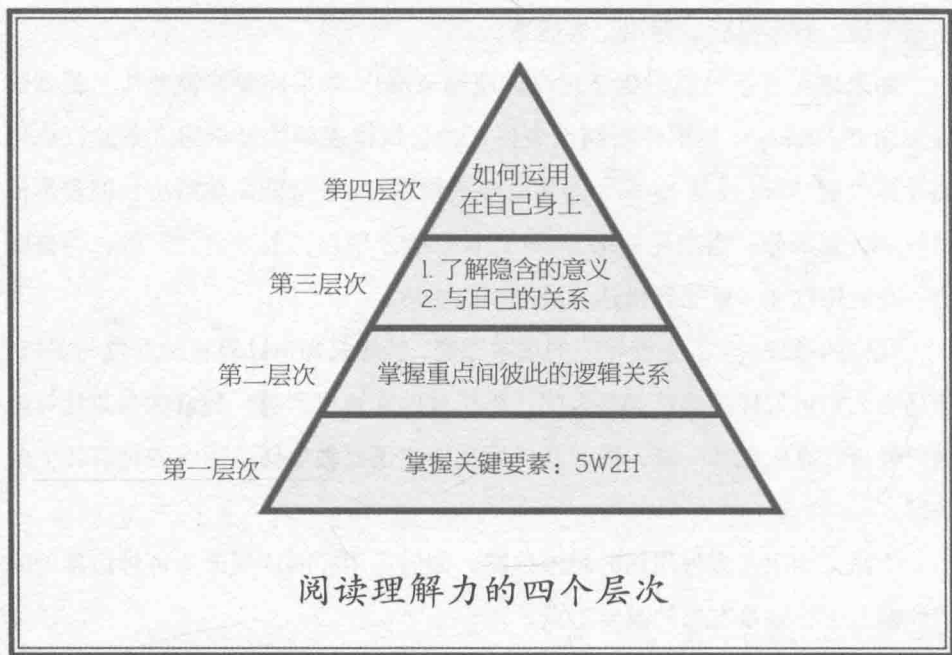 第四层次
如何运用
在自己身上
第三层次
1. 了解隐含的意义
2. 与自己的关系
第二层次
掌握重点间彼此的逻辑关系
第一层次
掌握关键要素：5W2H
阅读理解力的四个层次